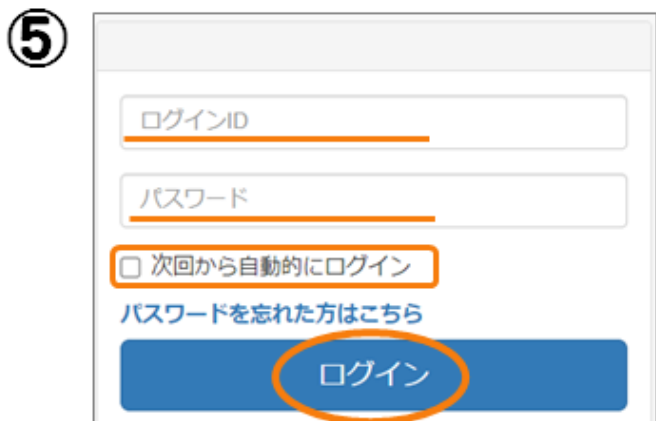 ⑤
ログインID
パスワード
次回から自動的にログイン
パスワードを忘れた方はこちら
ログイン